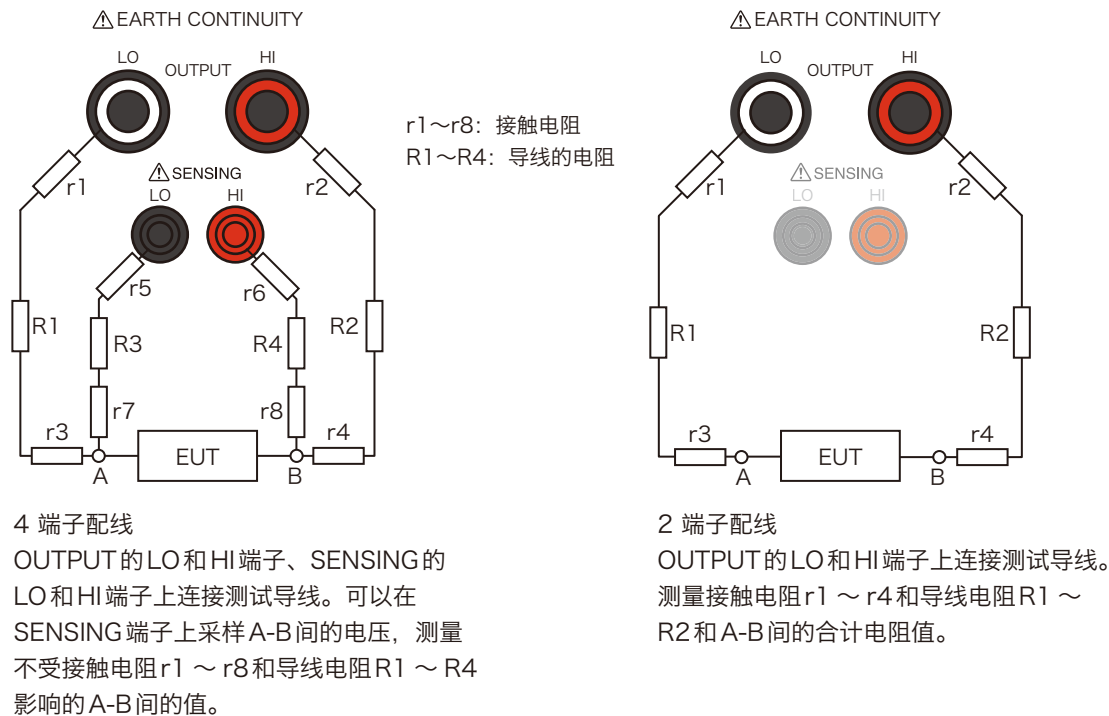 ⚠ EARTH CONTINUITY
LO
OUTPUT
HI
⚠ SENSING
LO
HI
r1
r2
r5
r6
R1
R3
R4
R2
r7
r8
r3
r4
A
EUT
B
r1～r8：接触电阻
R1～R4：导线的电阻
4 端子配线
OUTPUT的LO和HI端子、SENSING的
LO和HI端子上连接测试导线。可以在
SENSING端子上采样A-B间的电压，测量
不受接触电阻r1 ～ r8和导线电阻R1 ～ R4
影响的A-B间的值。
⚠ EARTH CONTINUITY
LO
OUTPUT
HI
⚠ SENSING
LO
HI
r1
r2
R1
R2
r3
r4
A
EUT
B
2 端子配线
OUTPUT的LO和HI端子上连接测试导线。
测量接触电阻r1 ～ r4和导线电阻R1 ～
R2和A-B间的合计电阻值。